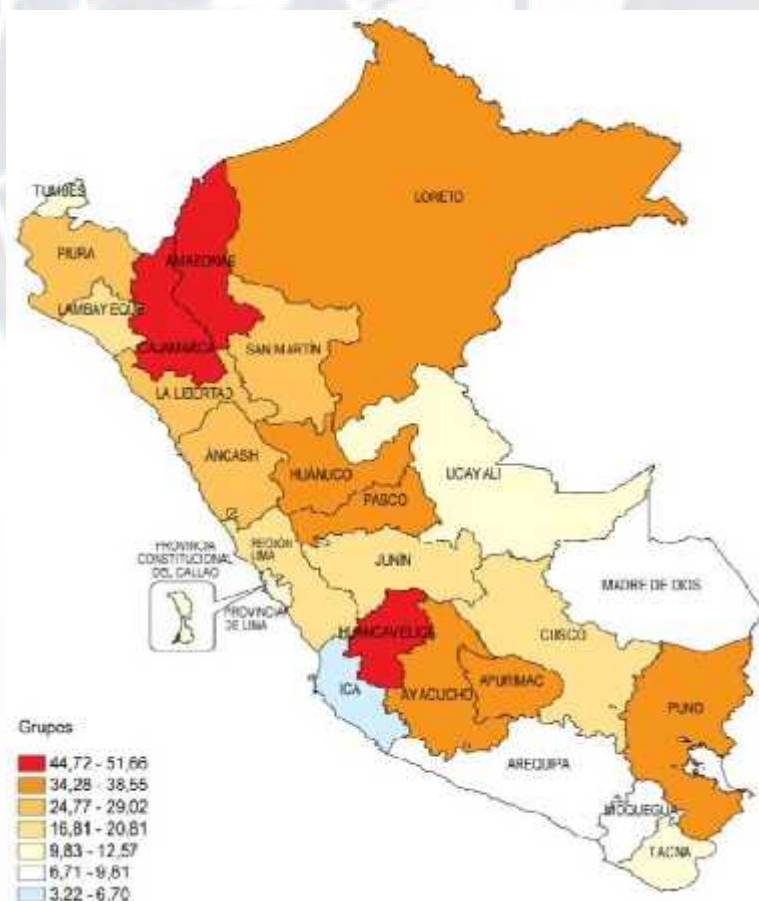 TUMBES
LORETO
PIURA
AMAZONAS
LAMBAYEQUE
CAJAMARCA
SAN MARTIN
LA LIBERTAD
ÁNCASH
HUÁNUCO
UCAYALI
PASCO
PROVINCIA
CONSTITUCIONAL
DEL CALLAO
REGIÓN
LIMA
JUNÍN
MADRE DE DIOS
PROVINCIA
DE LIMA
HUANCAVELICA
CUSCO
ICA
AYACUCHO
APURIMAC
PUNO
AREQUIPA
MOQUEGUA
TACNA
Grupos
44,72 - 51,66
34,28 - 38,55
24,77 - 29,02
16,81 - 20,81
9,83 - 12,57
6,71 - 9,81
3,22 - 6,70